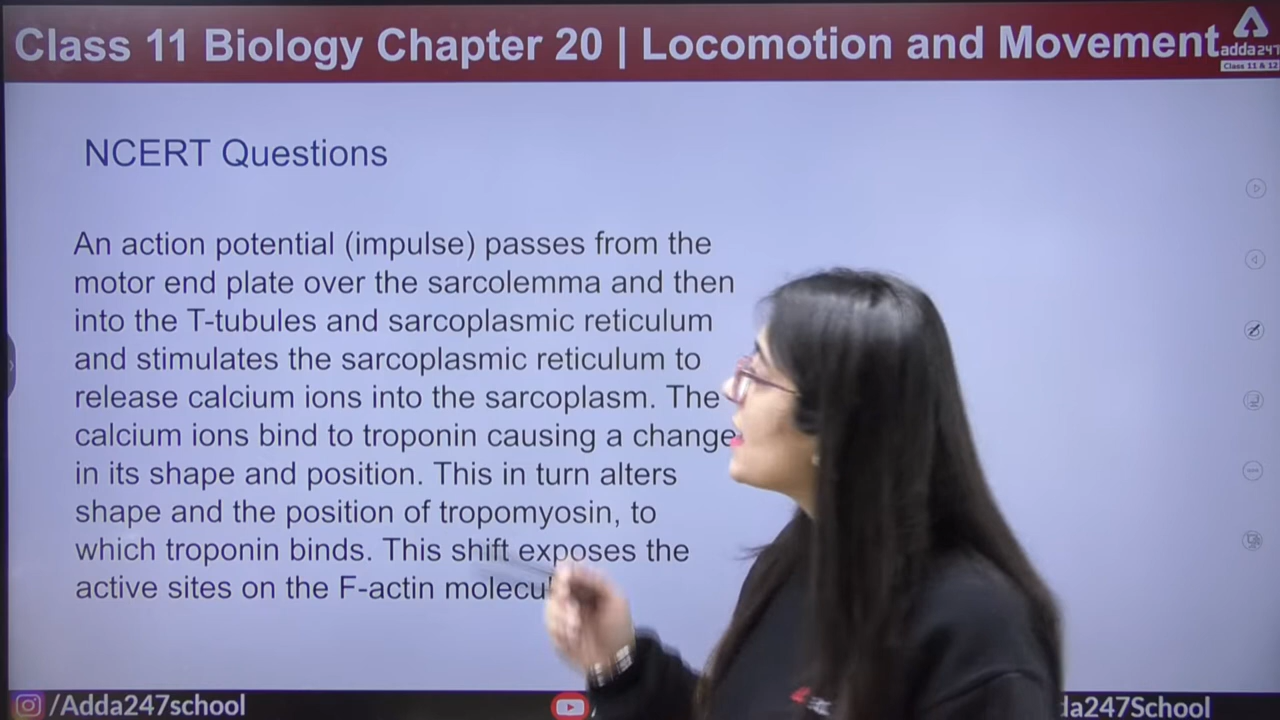 Class 11 Biology Chapter 20 | Locomotion and Movement
adda247
Class 11 & 12
NCERT Questions
An action potential (impulse) passes from the
motor end plate over the sarcolemma and then
into the T-tubules and sarcoplasmic reticulum
and stimulates the sarcoplasmic reticulum to
release calcium ions into the sarcoplasm. The
calcium ions bind to troponin causing a change
in its shape and position. This in turn alters
shape and the position of tropomyosin, to
which troponin binds. This shift exposes the
active sites on the F-actin
/Adda247school